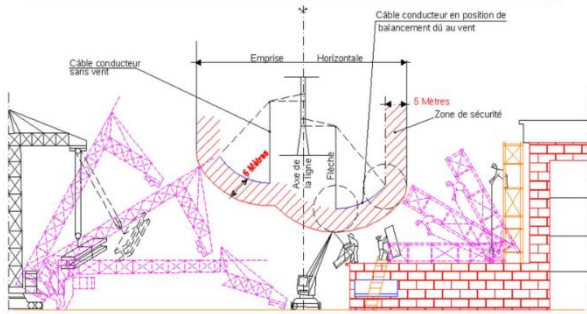 Câble conducteur en position de
balancement dû au vent
Emprise Horizontale
Câble conducteur
sans vent
5 Mètres
Zone de sécurité
5 Mètres
Axe de
la ligne
Flèche